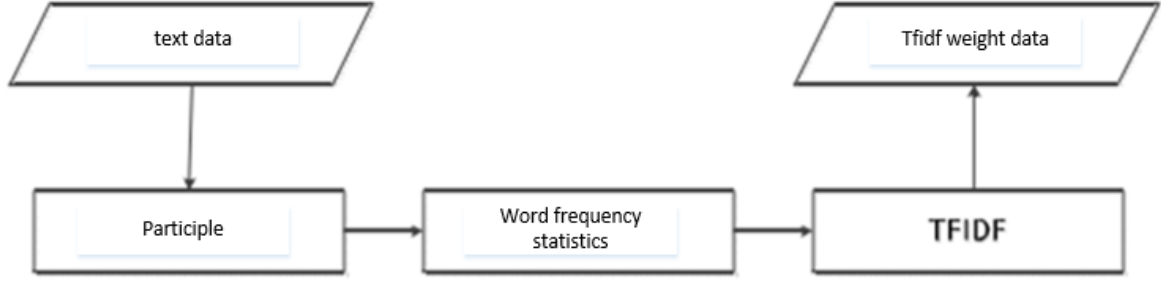 text data
Tfidf weight data
Participle
Word frequency
statistics
TFIDF